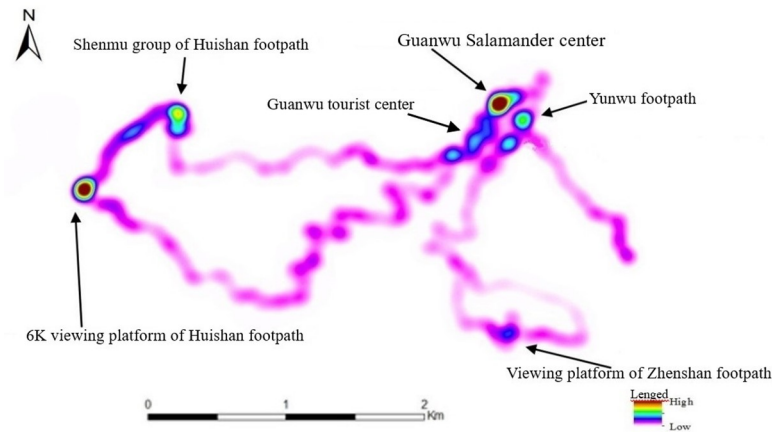 N
Shenmu group of Huishan footpath
Guanwu Salamander center
Guanwu tourist center
Yunwu footpath
6K viewing platform of Huishan footpath
Viewing platform of Zhenshan footpath
0 1 2
Km
Lenged
High
Low